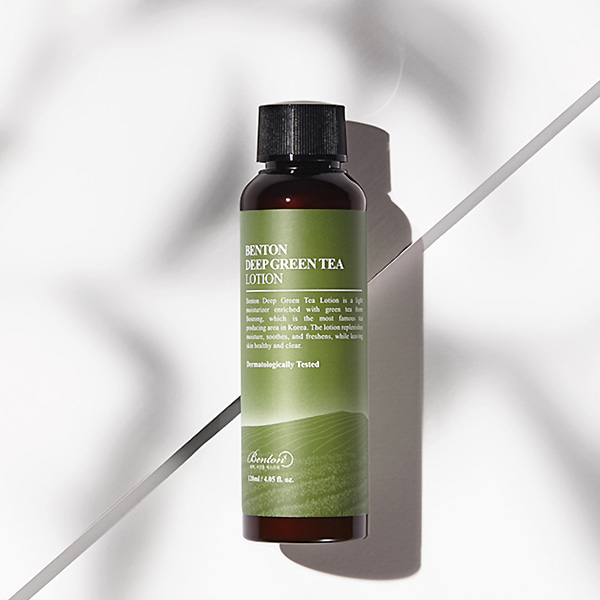 BENTON
DEEP GREEN TEA
LOTION
Benton Deep Green Tea Lotion is a light
moisturizer enriched with green tea from
Boseong, which is the most famous tea
producing area in Korea. The lotion replenishes
moisture, soothes, and freshens, while leaving
skin healthy and clear.
Dermatologically Tested
Benton
120ml / 4.05 fl. oz.